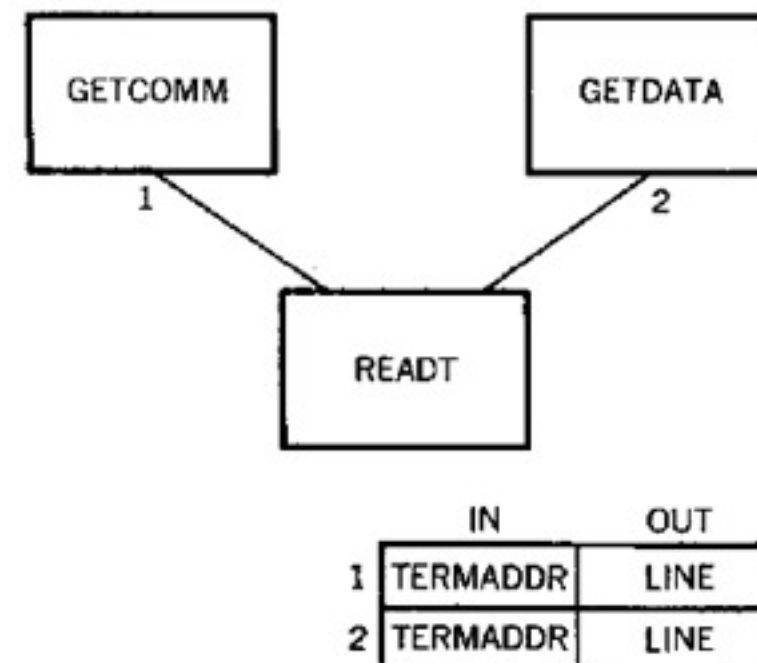 GETCOMM GETDATA
1 2
READT
IN OUT
1 TERMADDR LINE
2 TERMADDR LINE